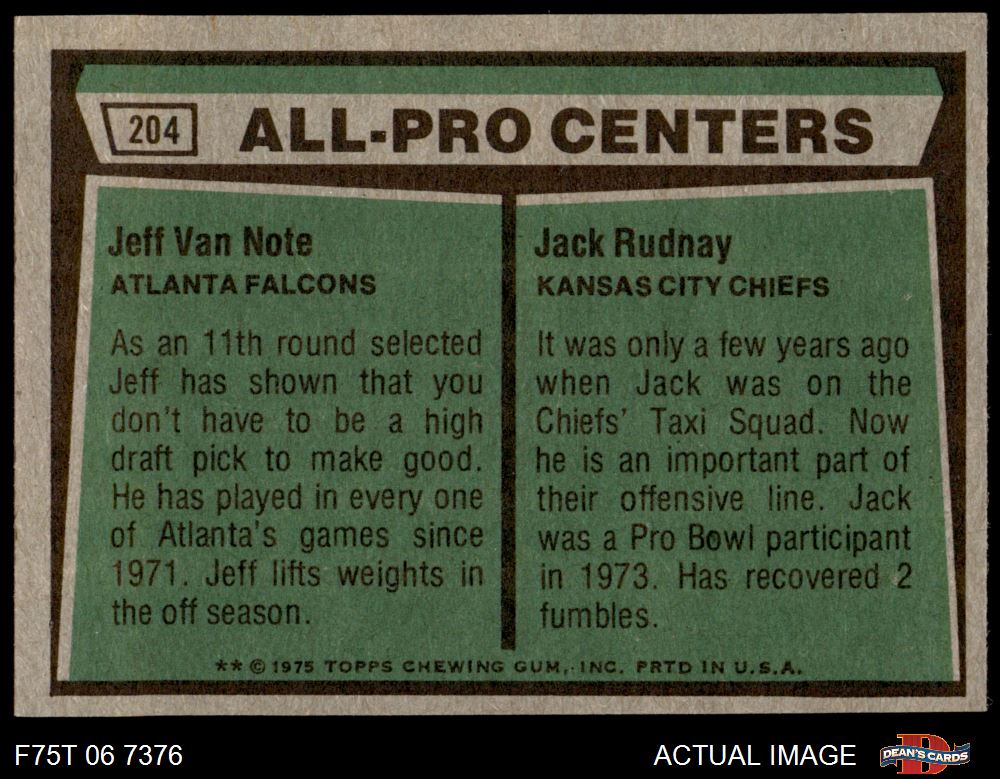 204 ALL-PRO CENTERS
Jeff Van Note
ATLANTA FALCONS
As an 11th round selected
Jeff has shown that you
don't have to be a high
draft pick to make good.
He has played in every one
of Atlanta's games since
1971. Jeff lifts weights in
the off season.
Jack Rudnay
KANSAS CITY CHIEFS
It was only a few years ago
when Jack was on the
Chiefs' Taxi Squad. Now
he is an important part of
their offensive line. Jack
was a Pro Bowl participant
in 1973. Has recovered 2
fumbles.
** © 1975 TOPPS CHEWING GUM, INC. PRTD IN U.S.A.
F75T 06 7376
ACTUAL IMAGE
DEAN'S CARDS